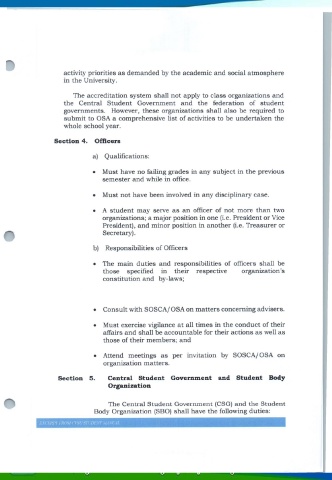 activity priorities as demanded by the academic and social atmosphere
in the University.
The accreditation system shall not apply to class organizations and
the Central Student Government and the federation of student
governments. However, these organizations shall also be required to
submit to OSA a comprehensive list of activities to be undertaken the
whole school year.
Section 4. Officers
a) Qualifications:
• Must have no failing grades in any subject in the previous
semester and while in office.
• Must not have been involved in any disciplinary case.
• A student may serve as an officer of not more than two
organizations; a major position in one (i.e. President or Vice
President), and minor position in another (i.e. Treasurer or
Secretary).
b) Responsibilities of Officers
• The main duties and responsibilities of officers shall be
those specified in their respective organization's
constitution and by-laws;
• Consult with SOSCA/OSA on matters concerning advisers.
• Must exercise vigilance at all times in the conduct of their
affairs and shall be accountable for their actions as well as
those of their members; and
• Attend meetings as per invitation by SOSCA/OSA on
organization matters.
Section 5. Central Student Government and Student Body
Organization
The Central Student Government (CSG) and the Student
Body Organization (SBO) shall have the following duties: